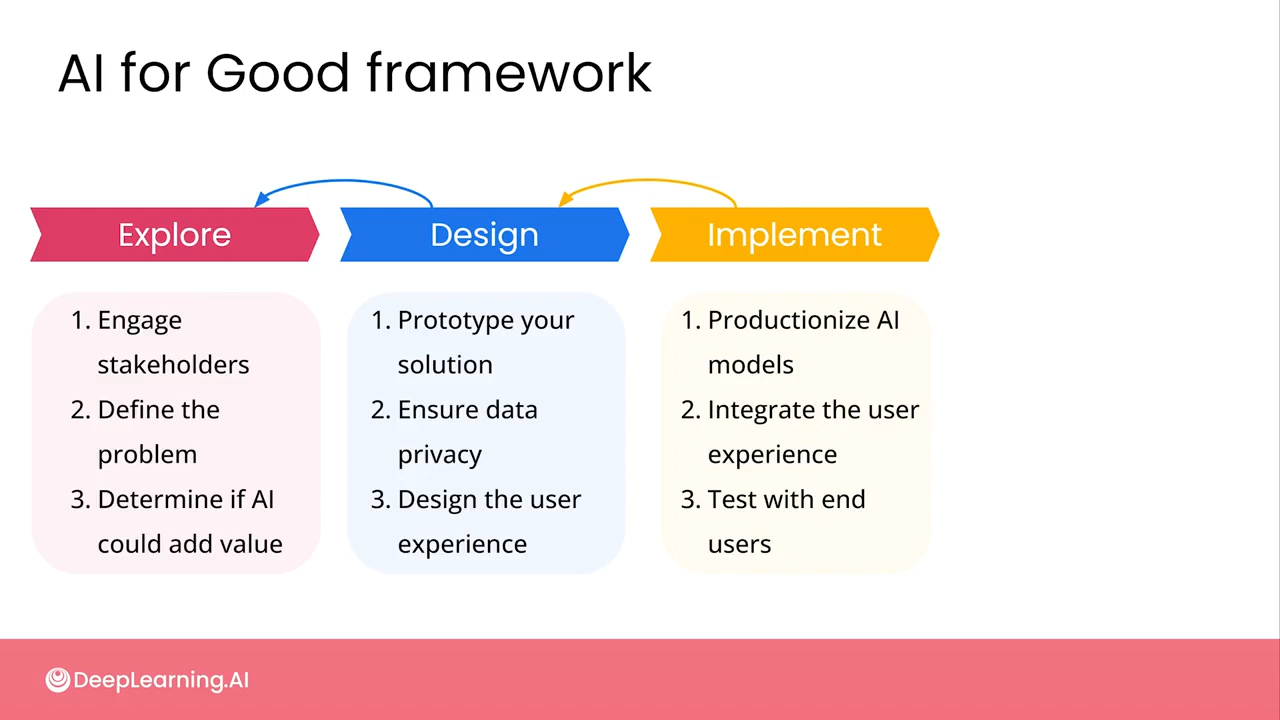 AI for Good framework
Explore
1. Engage
stakeholders
2. Define the
problem
3. Determine if AI
could add value
Design
1. Prototype your
solution
2. Ensure data
privacy
3. Design the user
experience
Implement
1. Productionize AI
models
2. Integrate the user
experience
3. Test with end
users
DeepLearning.AI